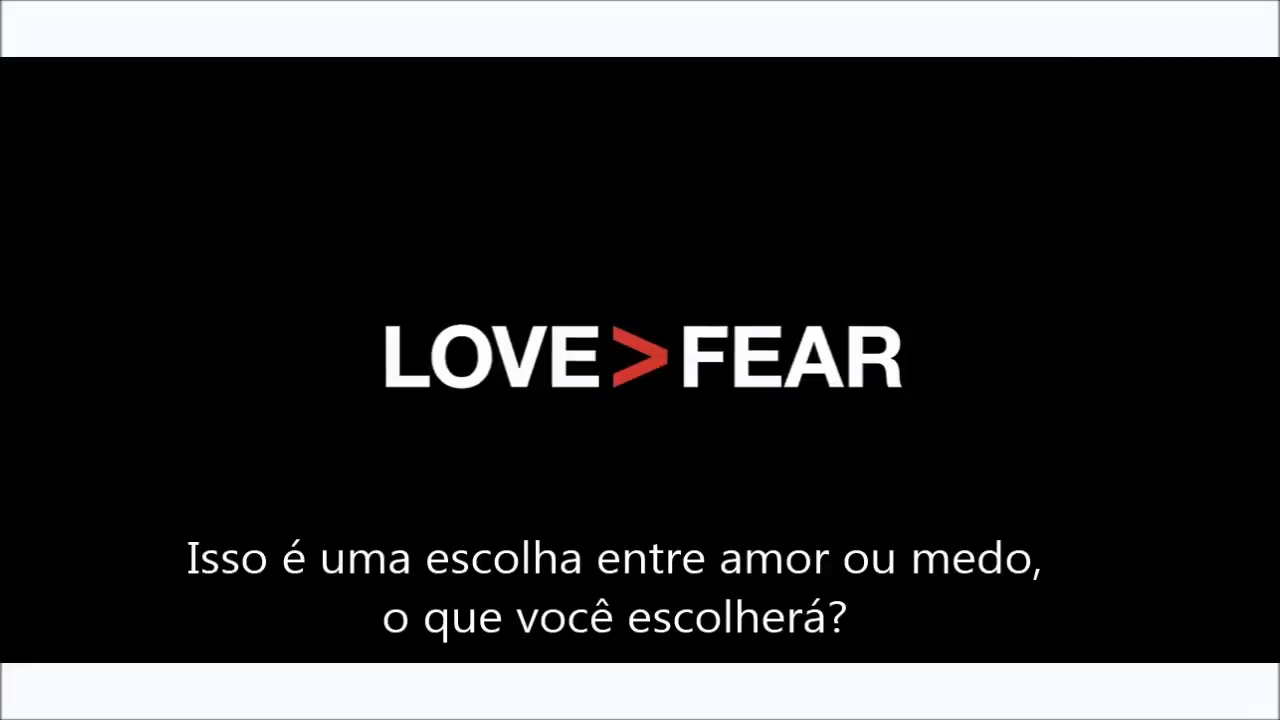 LOVE>FEAR
Isso é uma escolha entre amor ou medo,
o que você escolherá?